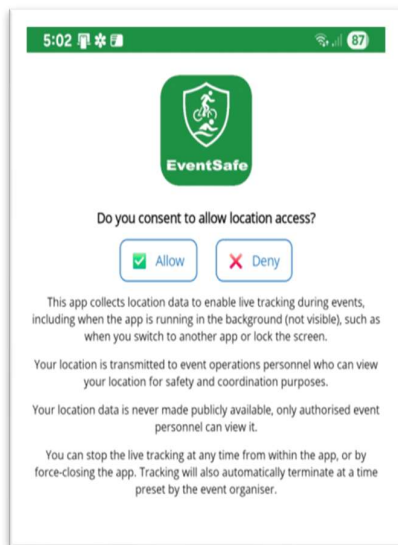 5:02 87
EventSafe
Do you consent to allow location access?
Allow Deny
This app collects location data to enable live tracking during events,
including when the app is running in the background (not visible), such as
when you switch to another app or lock the screen.
Your location is transmitted to event operations personnel who can view
your location for safety and coordination purposes.
Your location data is never made publicly available, only authorised event
personnel can view it.
You can stop the live tracking at any time from within the app, or by
force-closing the app. Tracking will also automatically terminate at a time
preset by the event organiser.